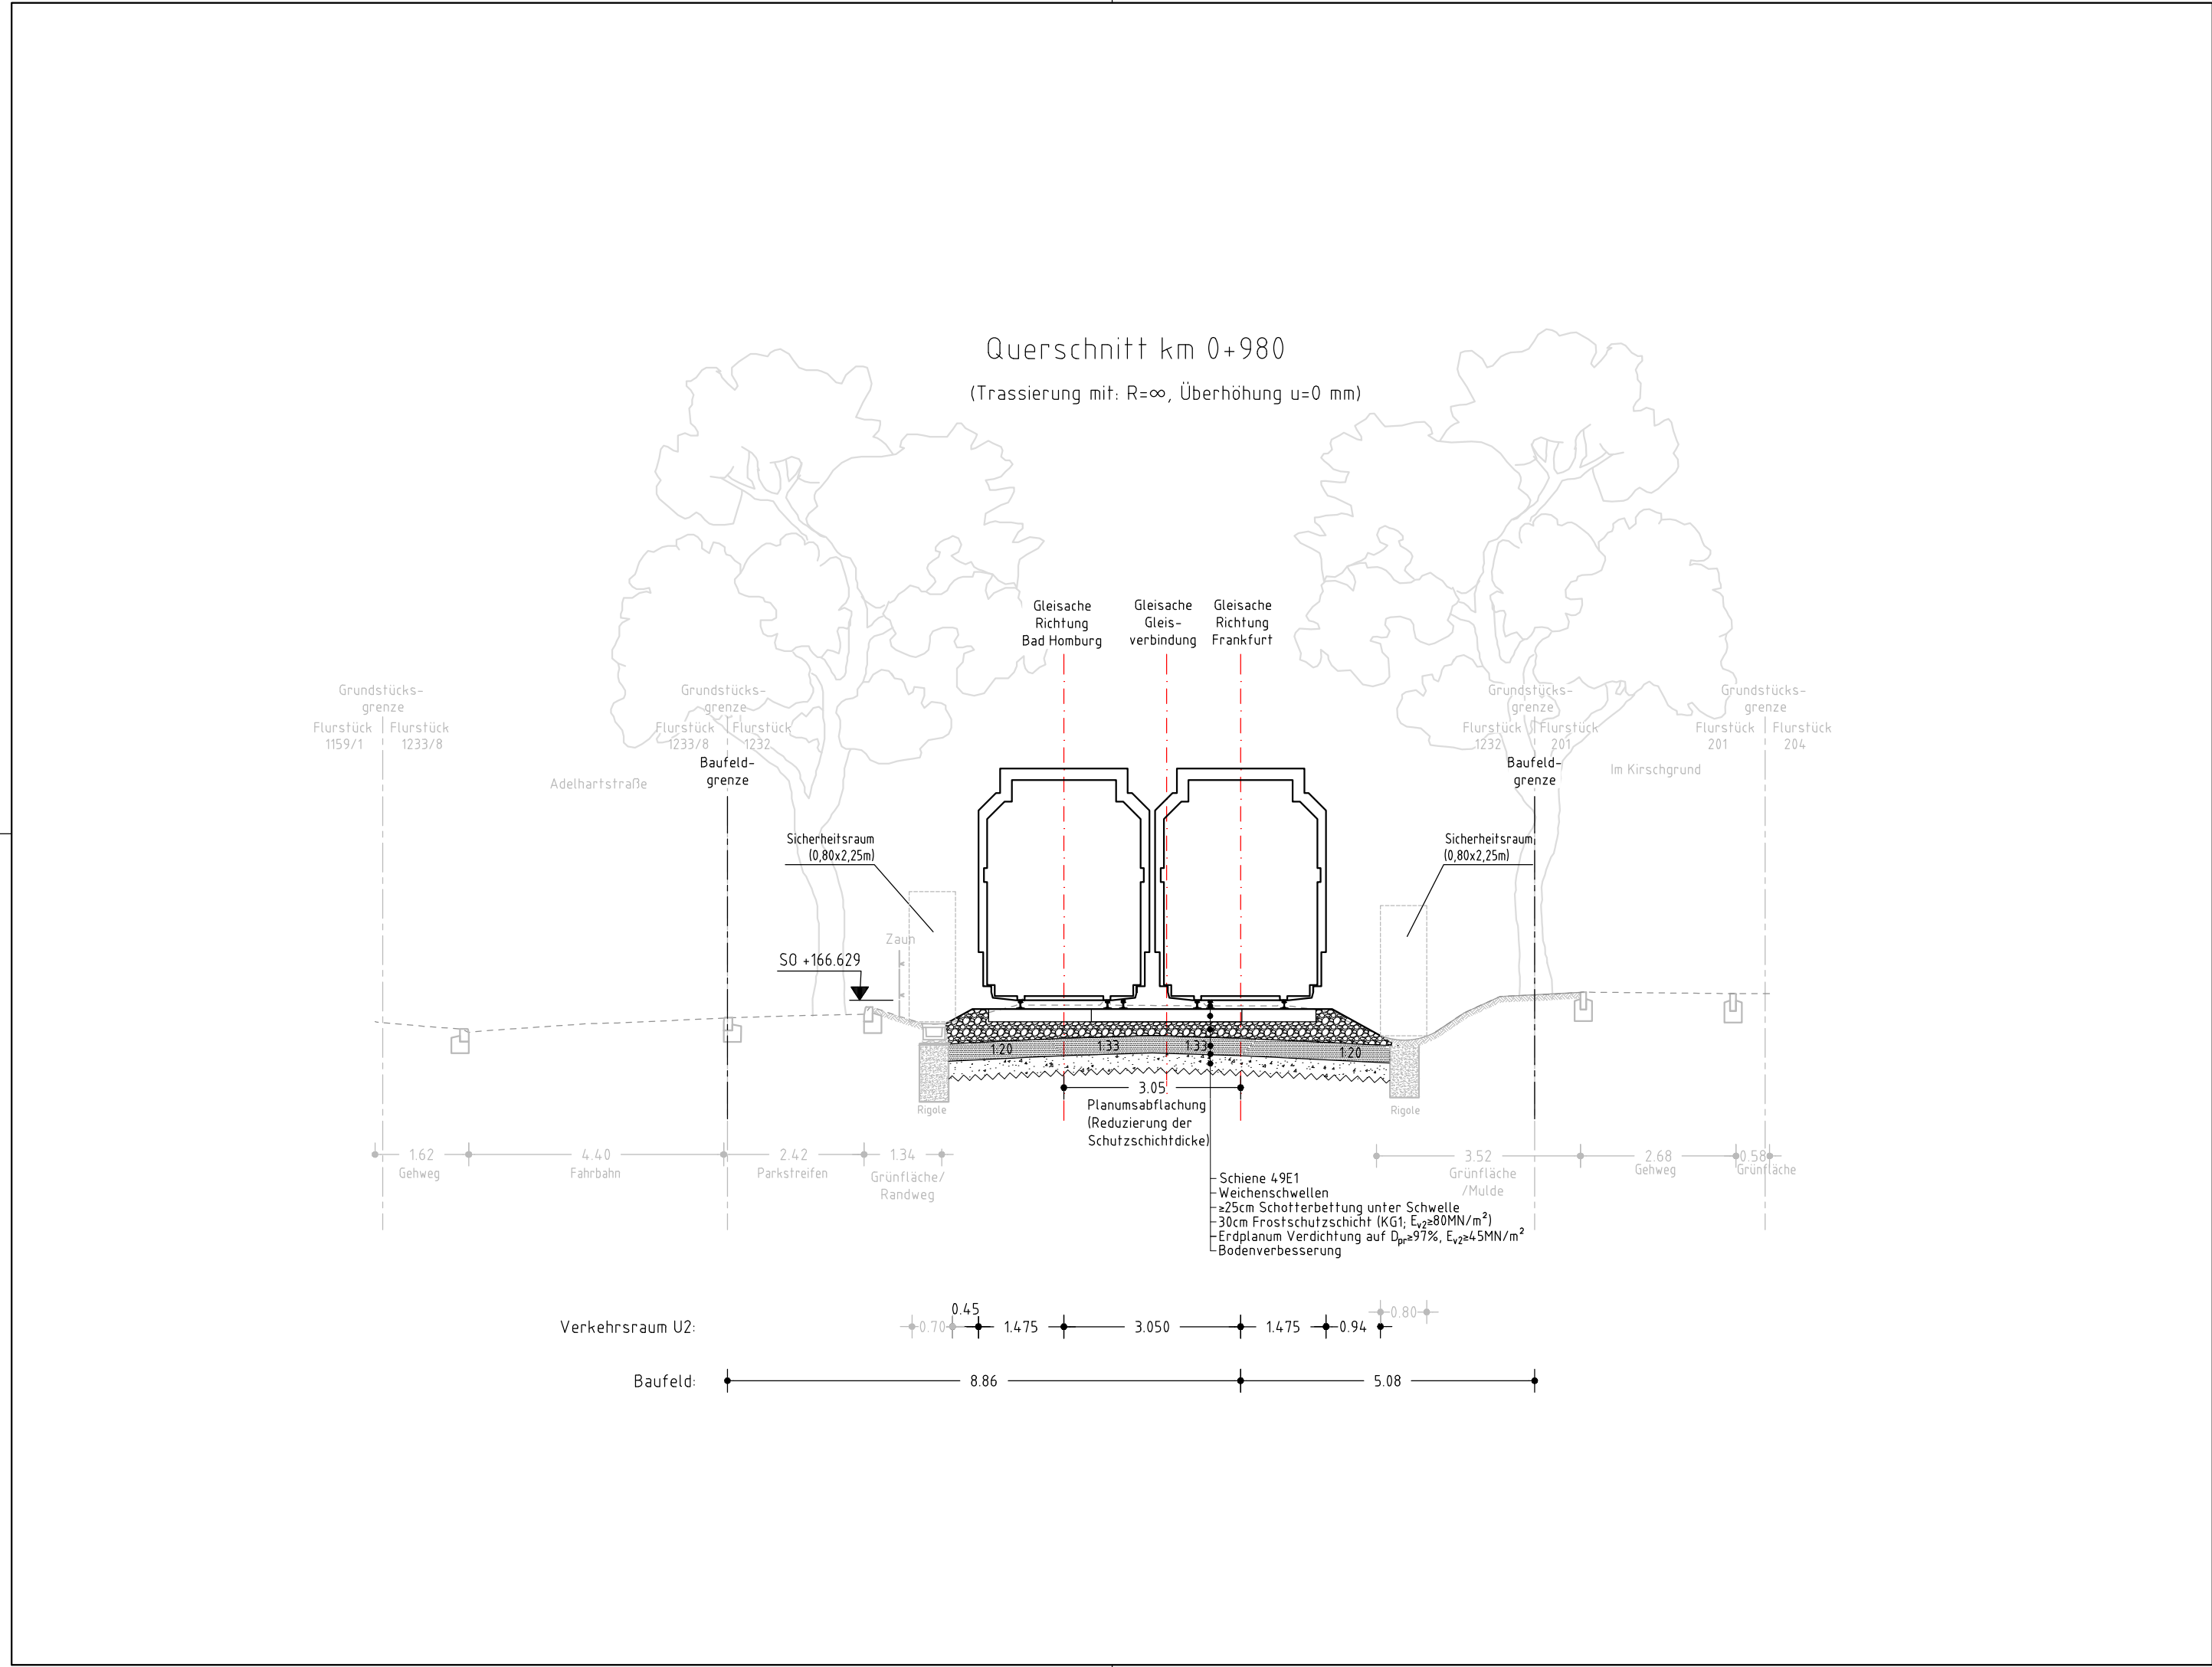 Querschnitt km 0+980
(Trassierung mit: R=∞, Überhöhung u=0 mm)
Gleisache
Richtung
Bad Homburg
Gleisache
Gleis-
verbindung
Gleisache
Richtung
Frankfurt
Grundstücks-
grenze
Flurstück
1159/1
Flurstück
1233/8
Grundstücks-
grenze
Flurstück
1233/8
Flurstück
1232
Baufeld-
grenze
Adelhartstraße
Grundstücks-
grenze
Flurstück
1232
Flurstück
201
Baufeld-
grenze
Im Kirschgrund
Grundstücks-
grenze
Flurstück
201
Flurstück
204
Sicherheitsraum
(0,80x2,25m)
Sicherheitsraum
(0,80x2,25m)
Zaun
SO +166.629
1:20
1:33
1:33
1:20
3.05
Planumsabflachung
(Reduzierung der
Schutzschichtdicke)
Rigole
Rigole
1.62
Gehweg
4.40
Fahrbahn
2.42
Parkstreifen
1.34
Grünfläche/
Randweg
3.52
Grünfläche
/Mulde
2.68
Gehweg
0.58
Grünfläche
Schiene 49E1
Weichenschwellen
≥25cm Schotterbettung unter Schwelle
30cm Frostschutzschicht (KG1; Ev2≥80MN/m²)
Erdplanum Verdichtung auf Dpr≥97%, Ev2≥45MN/m²
Bodenverbesserung
Verkehrsraum U2:
0.70
0.45
1.475
3.050
1.475
0.94
0.80
Baufeld:
8.86
5.08